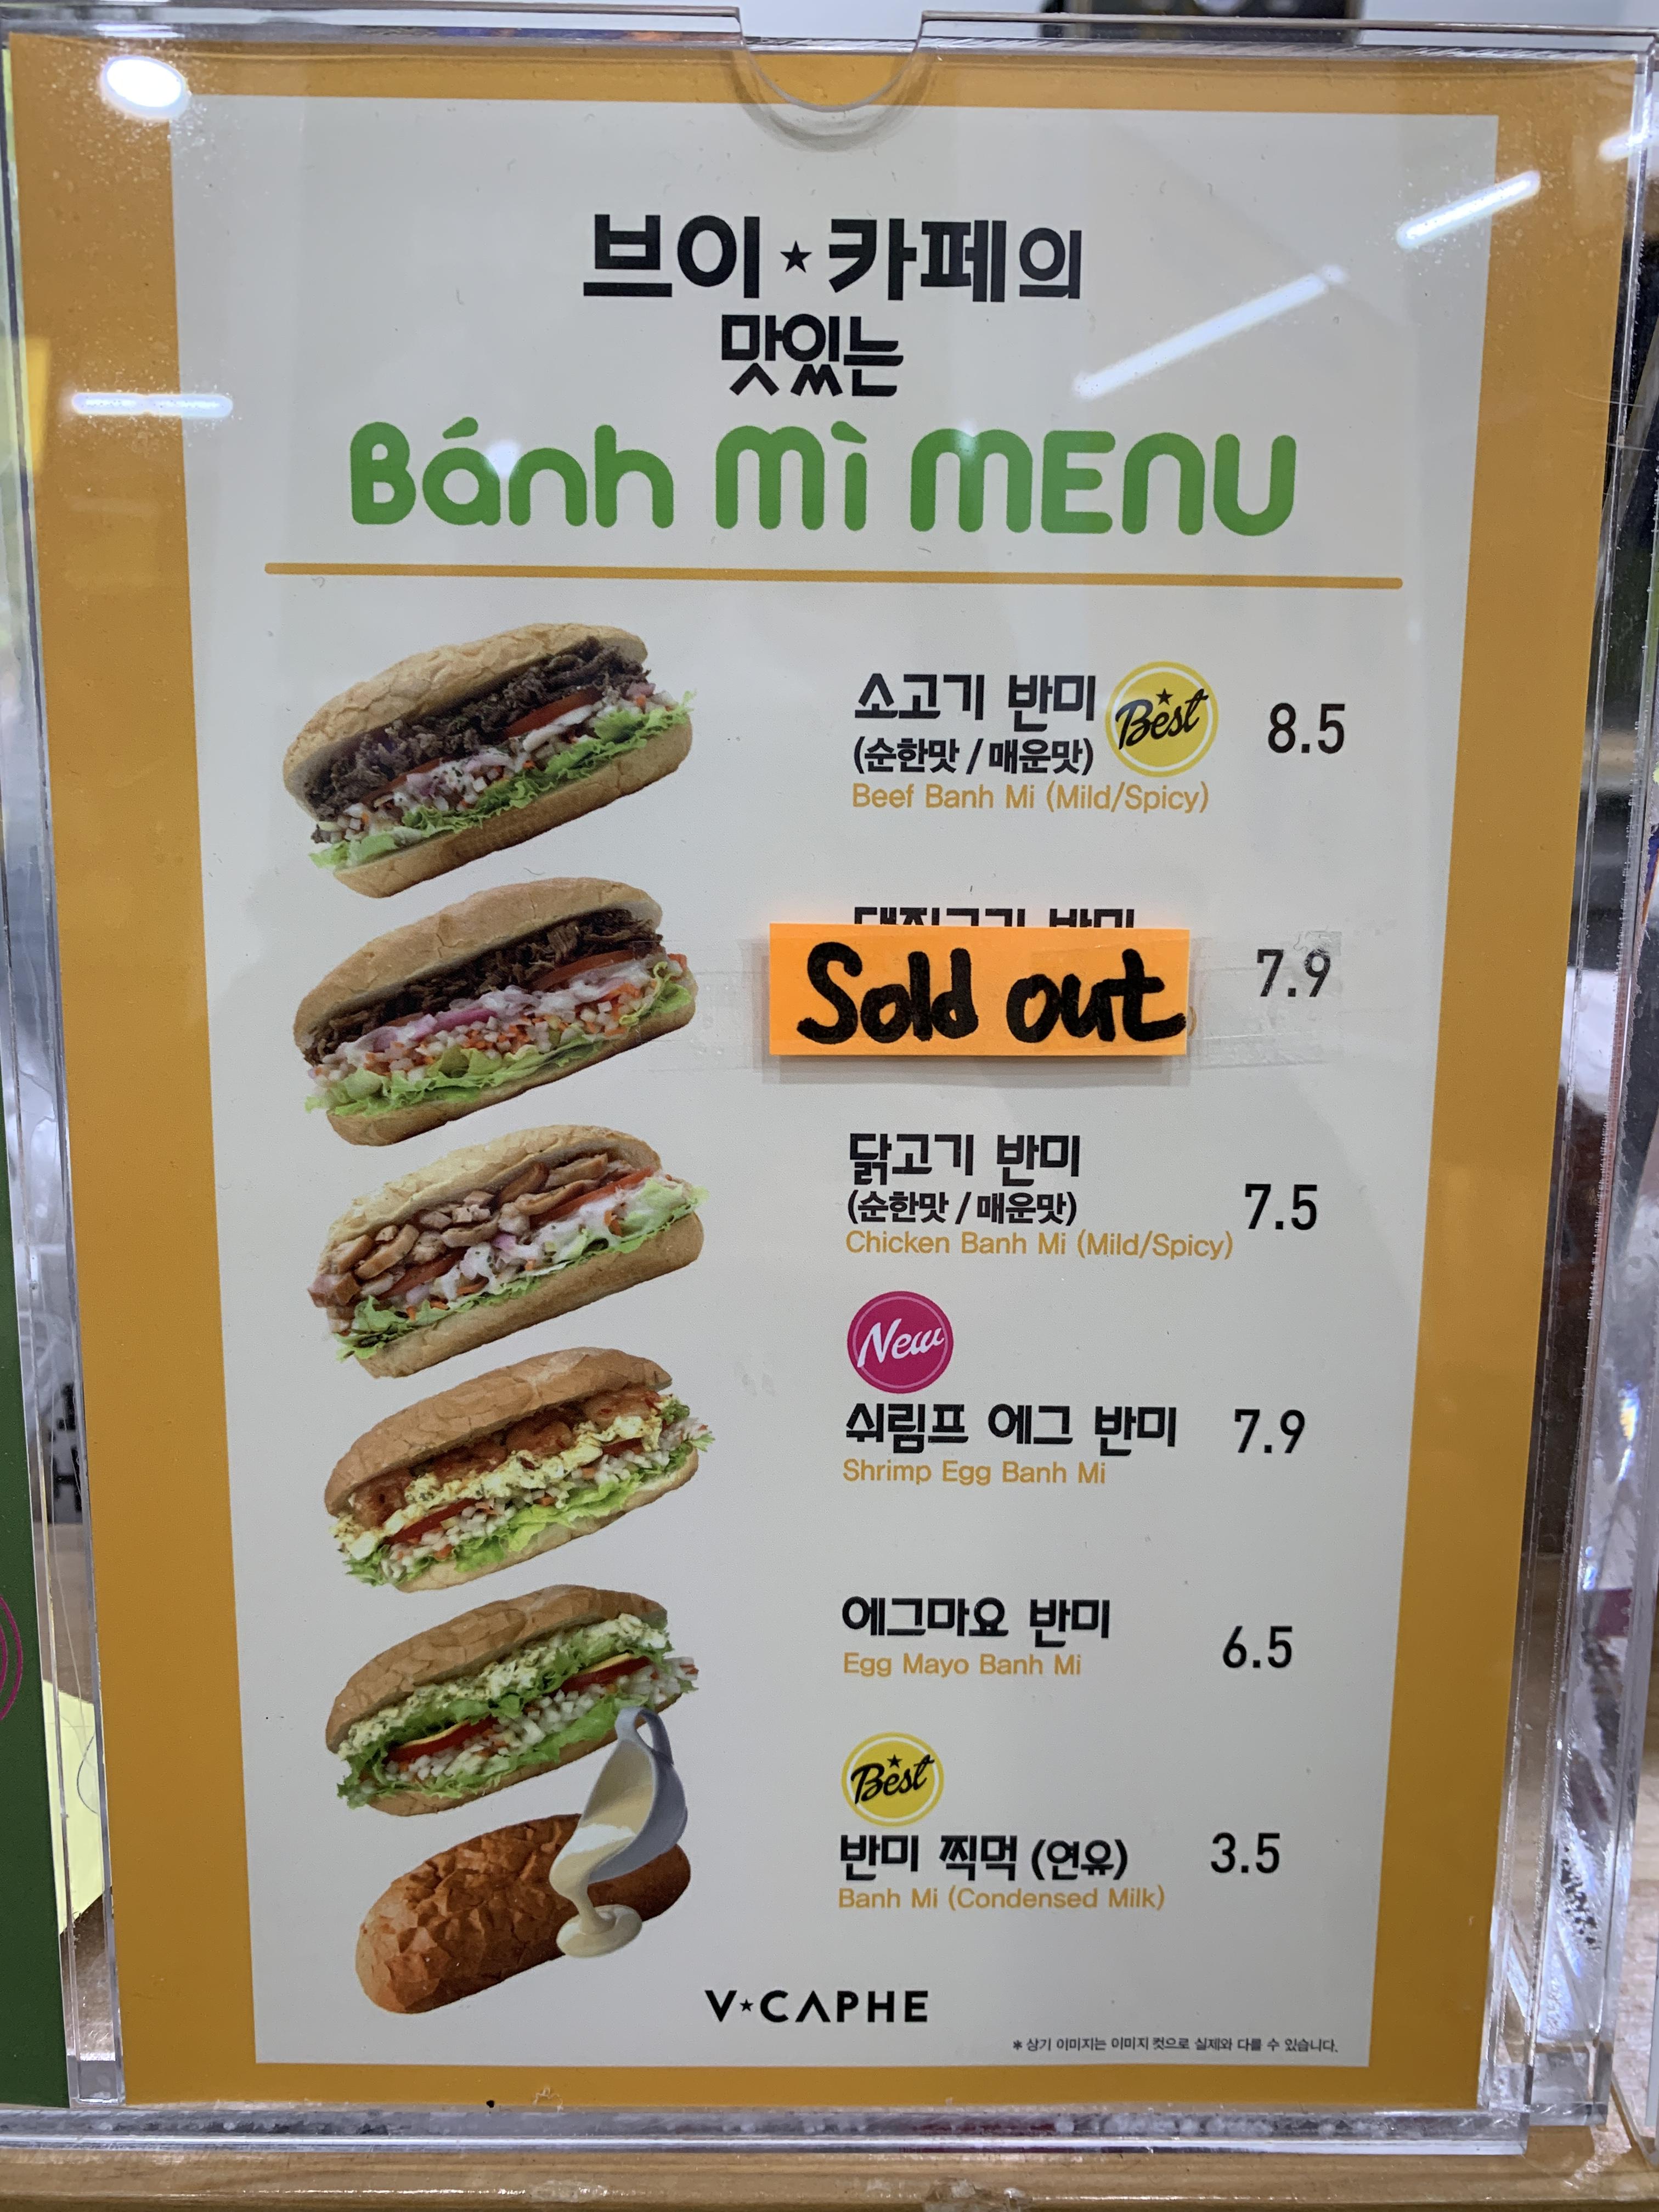 브이★카페의
맛있는
Bánh Mì MENU
소고기 반미
Best
8.5
(순한맛 / 매운맛)
Beef Banh Mi (Mild/Spicy)
Sold out
7.9
닭고기 반미
(순한맛 / 매운맛)
7.5
Chicken Banh Mi (Mild/Spicy)
New
쉬림프 에그 반미 7.9
Shrimp Egg Banh Mi
에그마요 반미
6.5
Egg Mayo Banh Mi
Best
반미 찍먹 (연유) 3.5
Banh Mi (Condensed Milk)
V★CAPHE
* 상기 이미지는 이미지 컷으로 실제와 다를 수 있습니다.